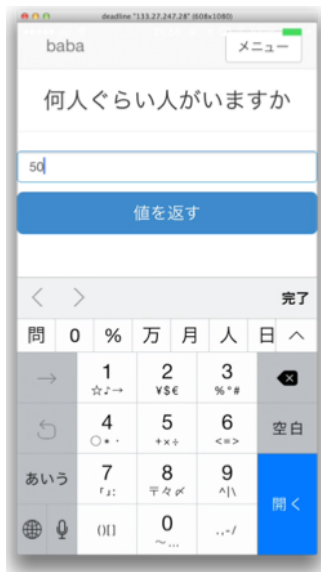 deadline "133.27.247.28" (608x1080)
baba メニュー
何人ぐらい人がいますか
50
値を返す
完了
問 0 % 万 月 人 日
→ 1 2 3
☆♪→ ¥$€ %°#
4 5 6 空白
○*・ +×÷ <=>
あいう 7 8 9
「」: 〒々〆 ^|\
開く
()[] 0 .,-/
~…